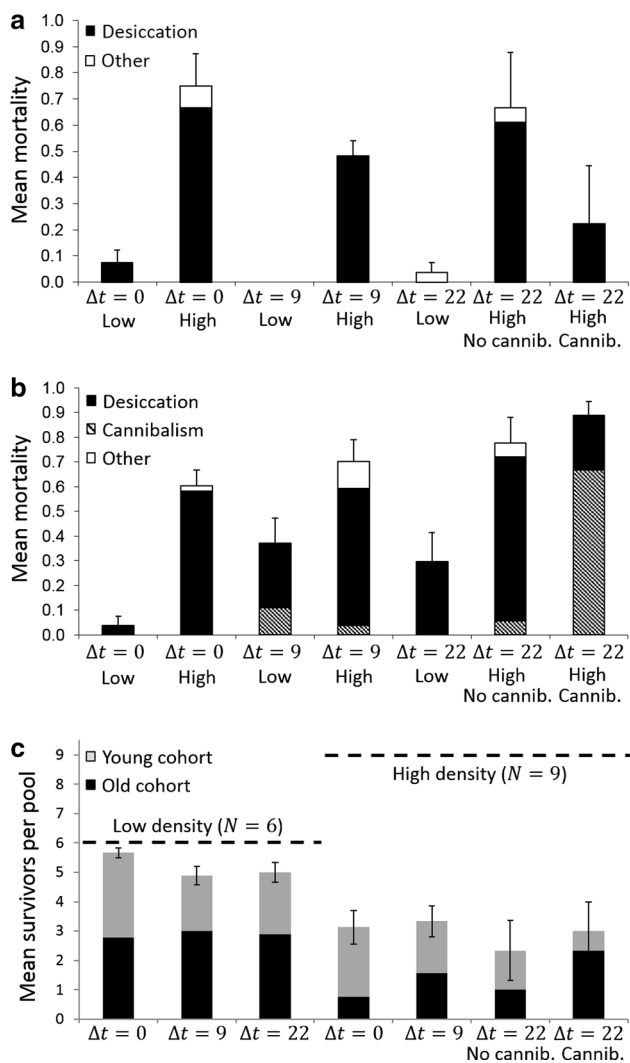 a
Mean mortality
1.0
0.9
0.8
0.7
0.6
0.5
0.4
0.3
0.2
0.1
0.0
Desiccation
Other
Δt = 0 Δt = 0 Δt = 9 Δt = 9 Δt = 22 Δt = 22 Δt = 22
Low High Low High Low High High
No cannib. Cannib.
b
Mean mortality
1.0
0.9
0.8
0.7
0.6
0.5
0.4
0.3
0.2
0.1
0.0
Desiccation
Cannibalism
Other
Δt = 0 Δt = 0 Δt = 9 Δt = 9 Δt = 22 Δt = 22 Δt = 22
Low High Low High Low High High
No cannib. Cannib.
c
Mean survivors per pool
9
8
7
6
5
4
3
2
1
0
Young cohort
Old cohort
High density (N = 9)
Low density (N = 6)
Δt = 0 Δt = 9 Δt = 22 Δt = 0 Δt = 9 Δt = 22 Δt = 22
No cannib. Cannib.